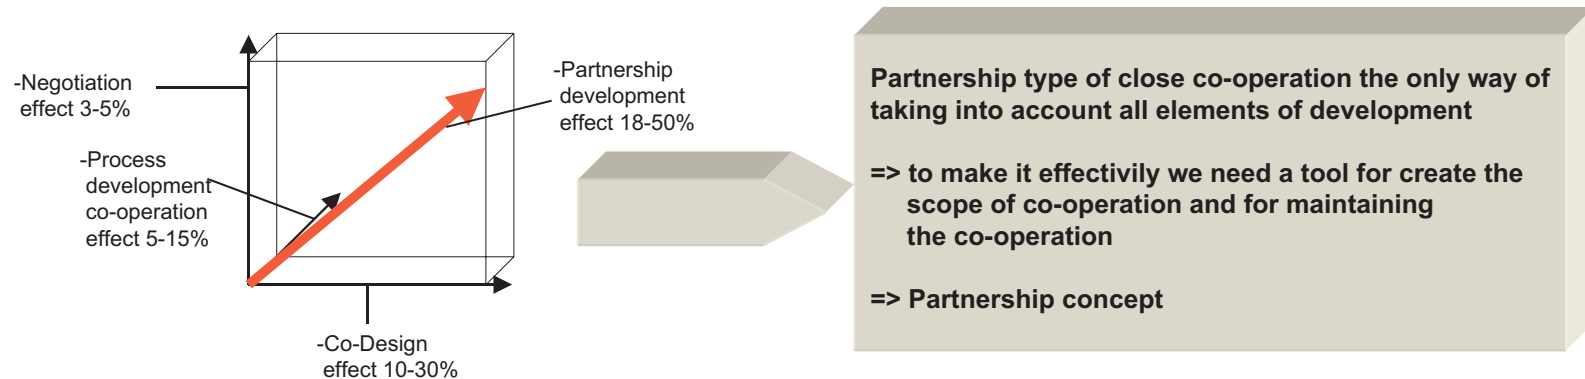 -Negotiation
effect 3-5%
-Process
development
co-operation
effect 5-15%
-Partnership
development
effect 18-50%
-Co-Design
effect 10-30%
Partnership type of close co-operation the only way of
taking into account all elements of development
=> to make it effectivily we need a tool for create the
scope of co-operation and for maintaining
the co-operation
=> Partnership concept